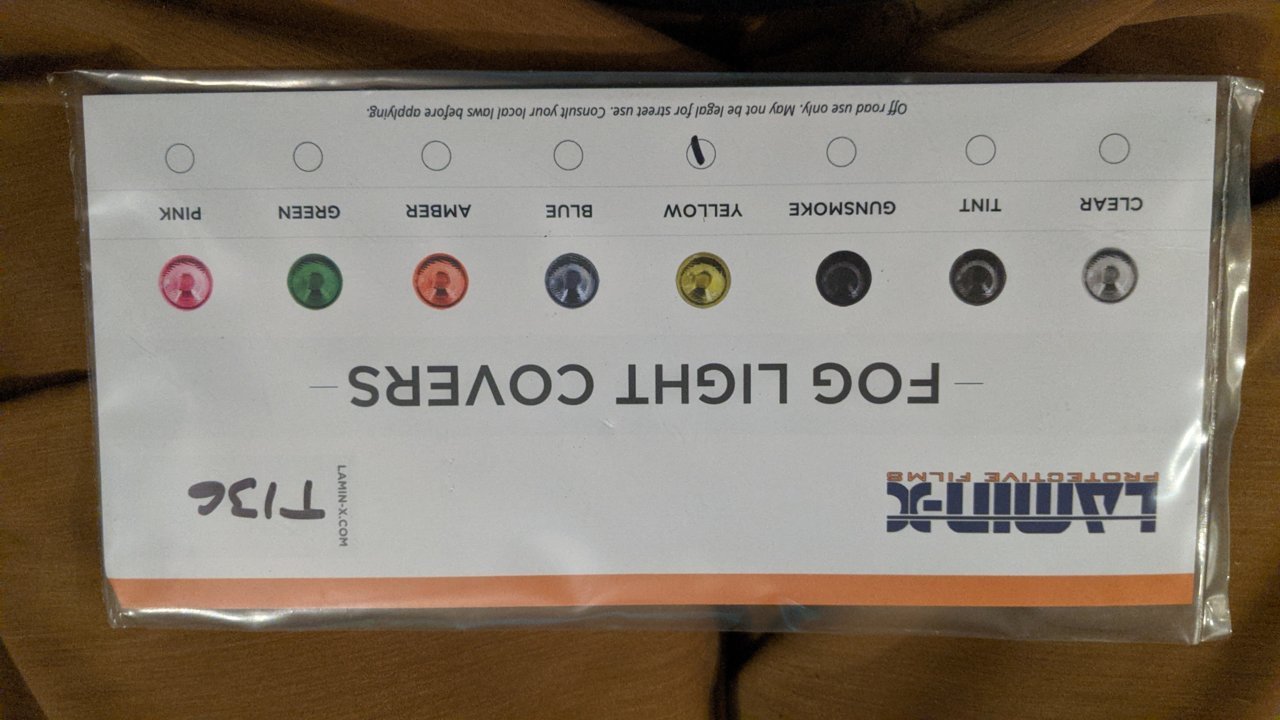 LAMIN-X
PROTECTIVE FILMS
LAMIN-X.COM
T136
FOG LIGHT COVERS
CLEAR TINT GUNSMOKE YELLOW BLUE AMBER GREEN PINK
Off road use only. May not be legal for street use. Consult your local laws before applying.